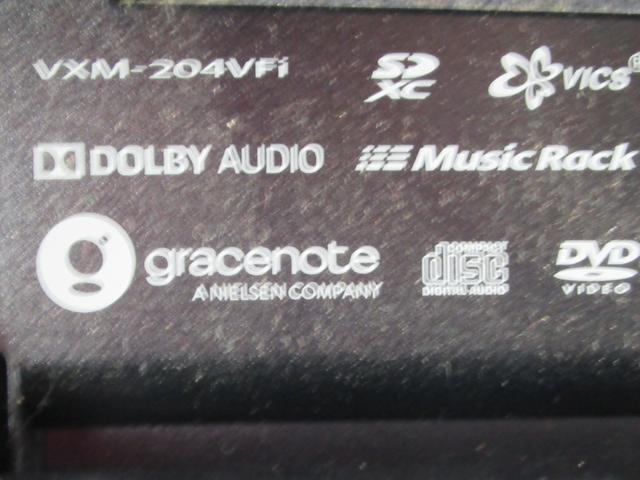 VXM-204VFi SD XC VICS
DOLBY AUDIO Music Rack
gracenote COMPACT disc DVD
A NIELSEN COMPANY DIGITAL AUDIO VIDEO